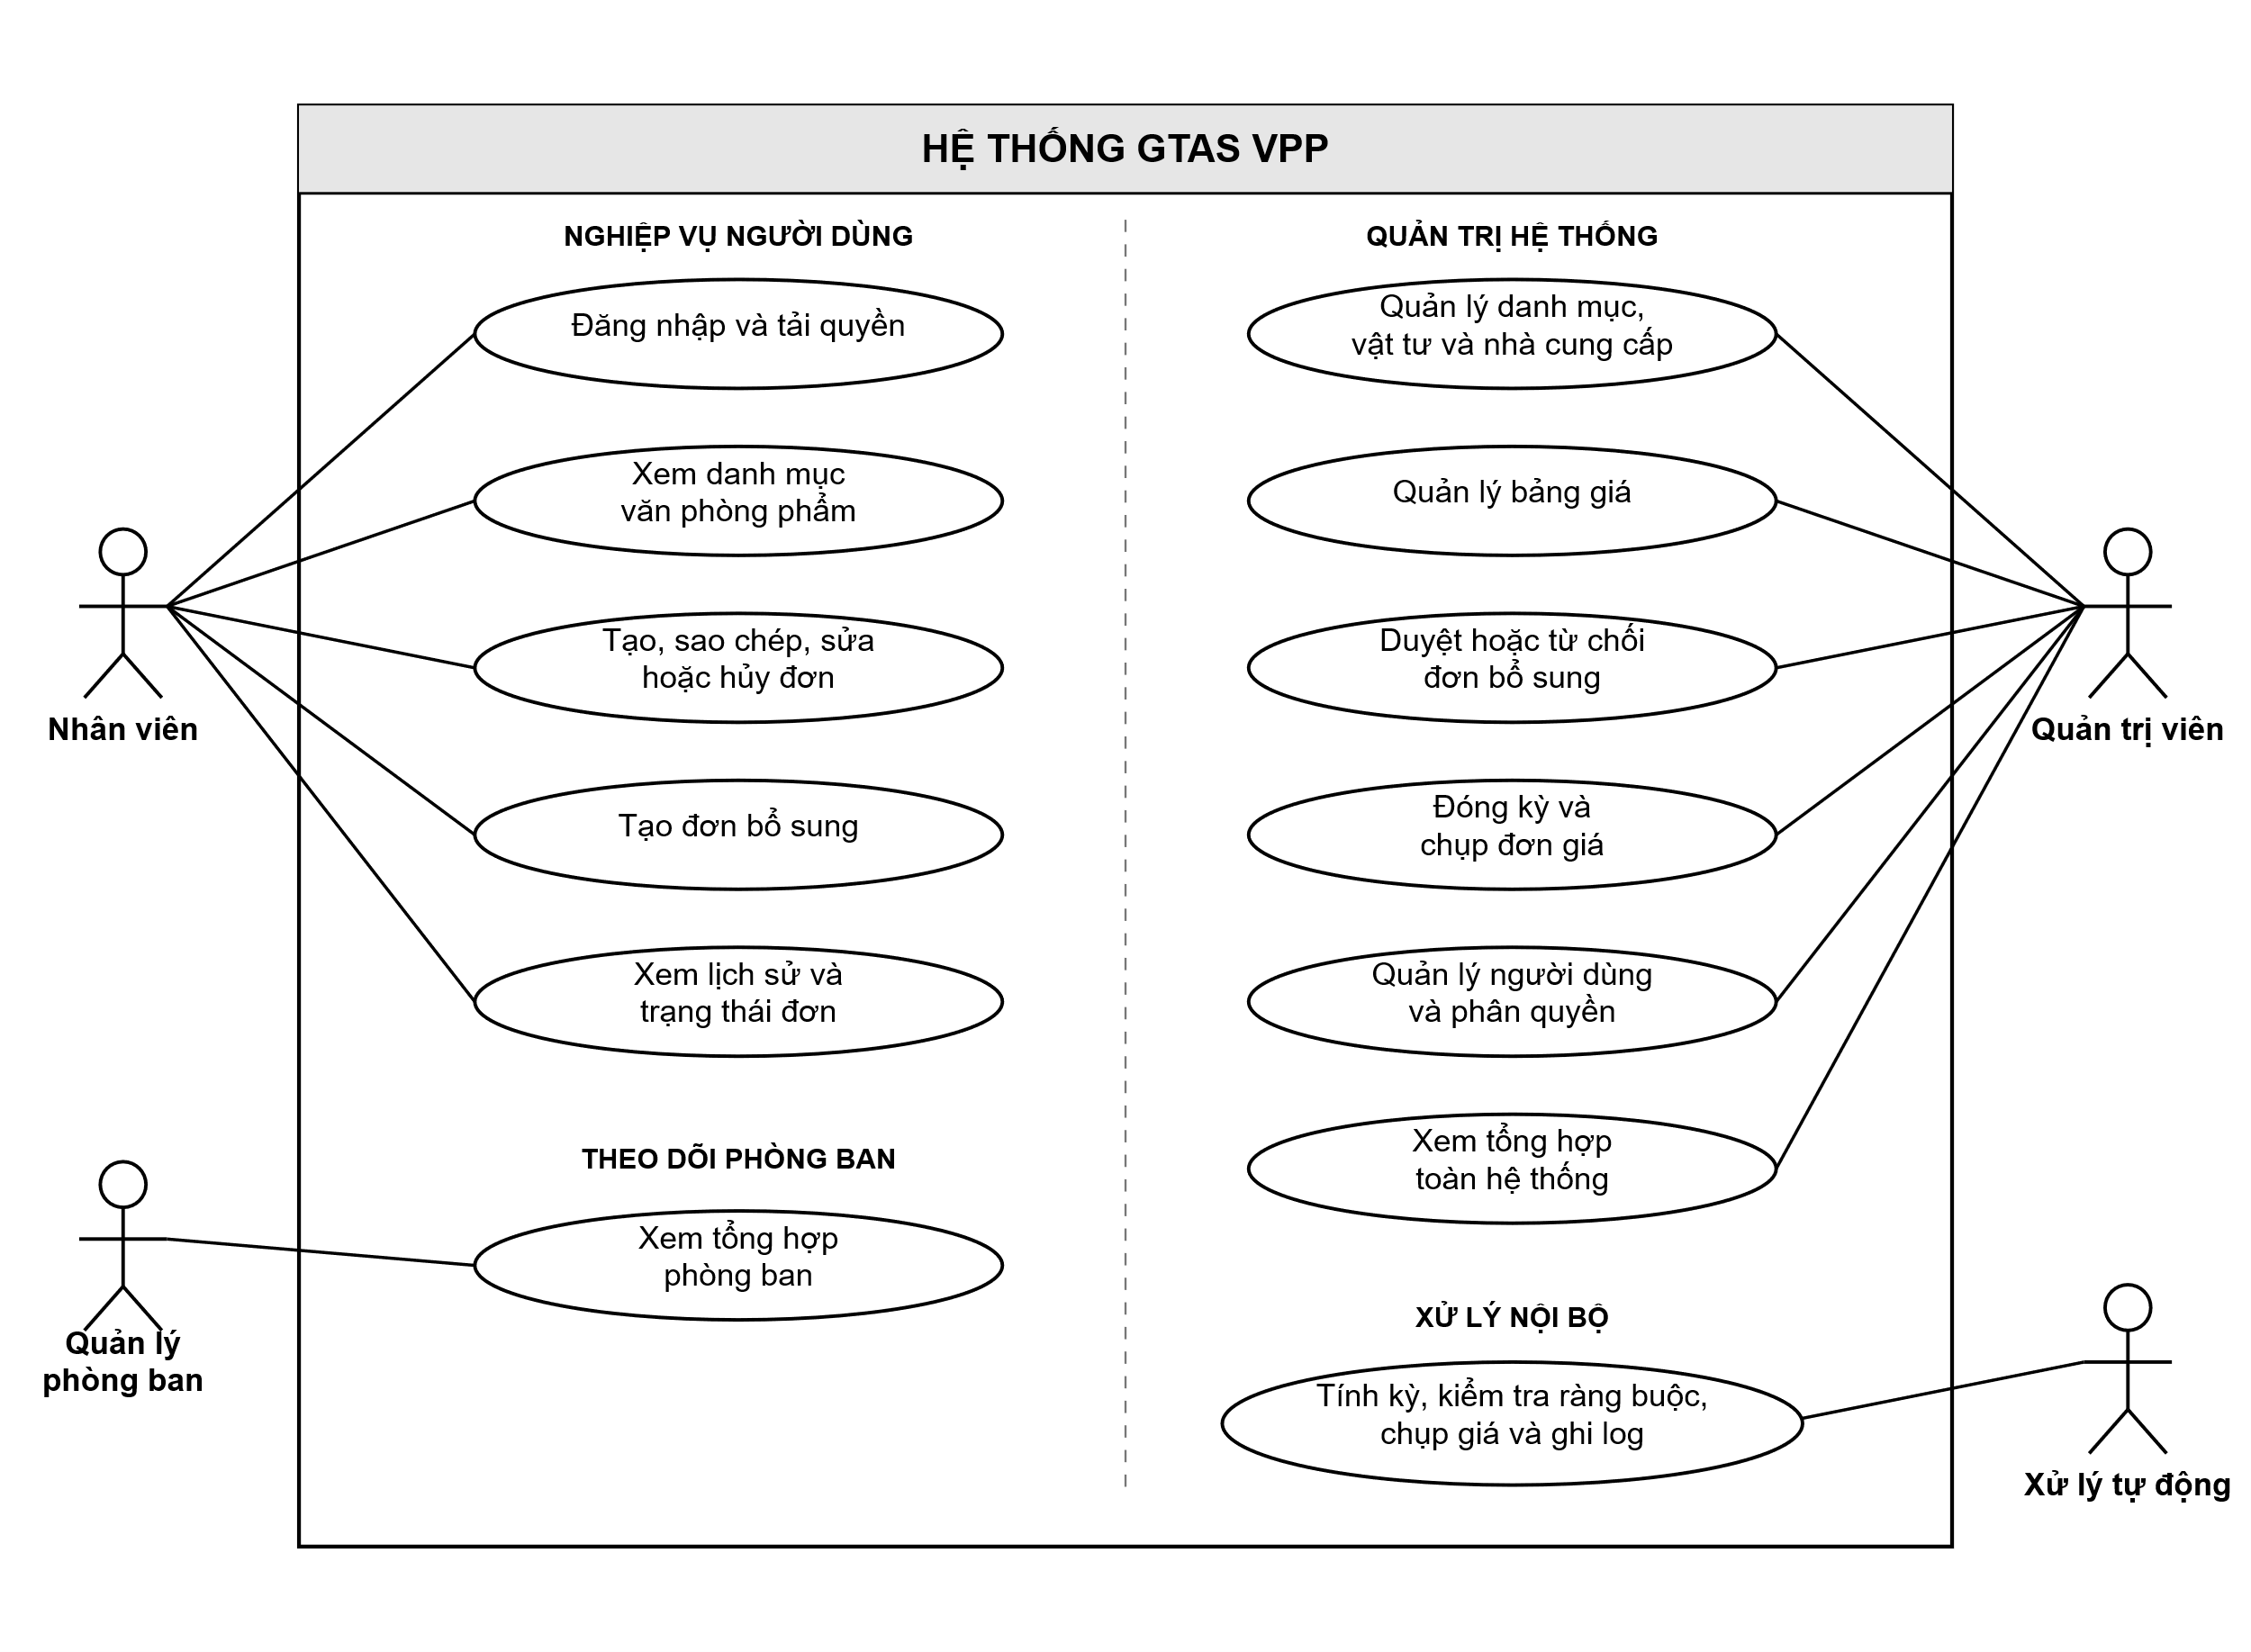 HỆ THỐNG GTAS VPP
NGHIỆP VỤ NGƯỜI DÙNG
Đăng nhập và tải quyền
Xem danh mục
văn phòng phẩm
Tạo, sao chép, sửa
hoặc hủy đơn
Tạo đơn bổ sung
Xem lịch sử và
trạng thái đơn
Nhân viên
THEO DÕI PHÒNG BAN
Xem tổng hợp
phòng ban
Quản lý
phòng ban
QUẢN TRỊ HỆ THỐNG
Quản lý danh mục,
vật tư và nhà cung cấp
Quản lý bảng giá
Duyệt hoặc từ chối
đơn bổ sung
Đóng kỳ và
chụp đơn giá
Quản lý người dùng
và phân quyền
Xem tổng hợp
toàn hệ thống
Quản trị viên
XỬ LÝ NỘI BỘ
Tính kỳ, kiểm tra ràng buộc,
chụp giá và ghi log
Xử lý tự động